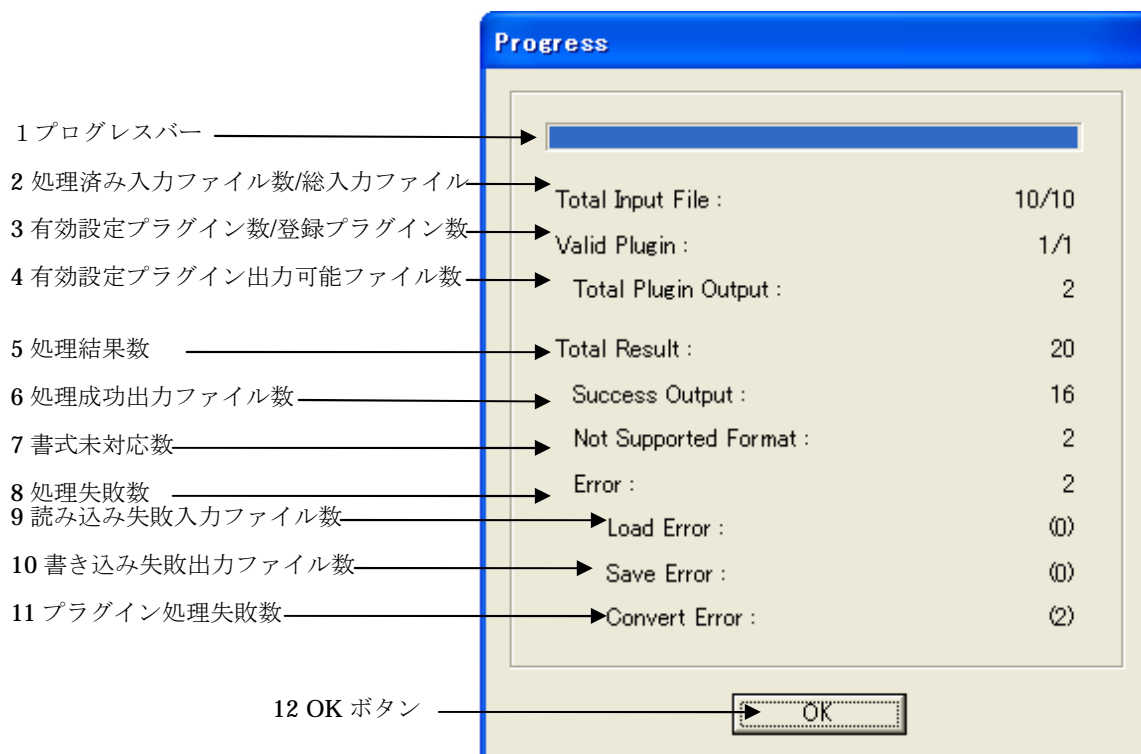 Progress
1プログレスバー
2 処理済み入力ファイル数/総入力ファイル
Total Input File : 10/10
3 有効設定プラグイン数/登録プラグイン数
Valid Plugin : 1/1
4 有効設定プラグイン出力可能ファイル数
Total Plugin Output : 2
5 処理結果数
Total Result : 20
6 処理成功出力ファイル数
Success Output : 16
7 書式未対応数
Not Supported Format : 2
8 処理失敗数
Error : 2
9 読み込み失敗入力ファイル数
Load Error : (0)
10 書き込み失敗出力ファイル数
Save Error : (0)
11 プラグイン処理失敗数
Convert Error : (2)
12 OK ボタン
OK